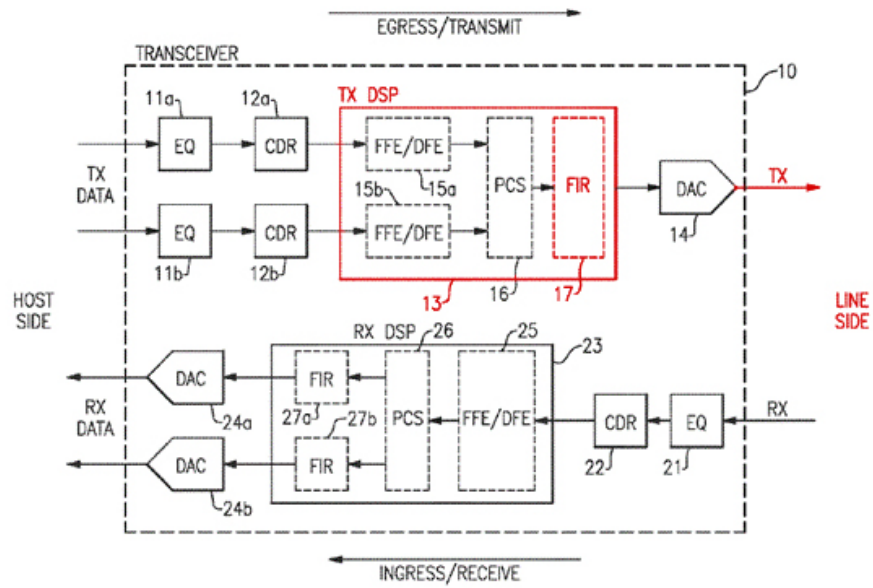 EGRESS/TRANSMIT
TRANSCEIVER
10
11a
12a
TX DSP
EQ
CDR
FFE/DFE
15a
TX
DATA
15b
PCS
FIR
DAC
TX
14
EQ
CDR
FFE/DFE
11b
12b
13
16
17
HOST
SIDE
LINE
SIDE
RX DSP
26
25
23
DAC
FIR
24a
27a
27b
RX
DATA
PCS
FFE/DFE
CDR
EQ
RX
22
21
DAC
FIR
24b
INGRESS/RECEIVE